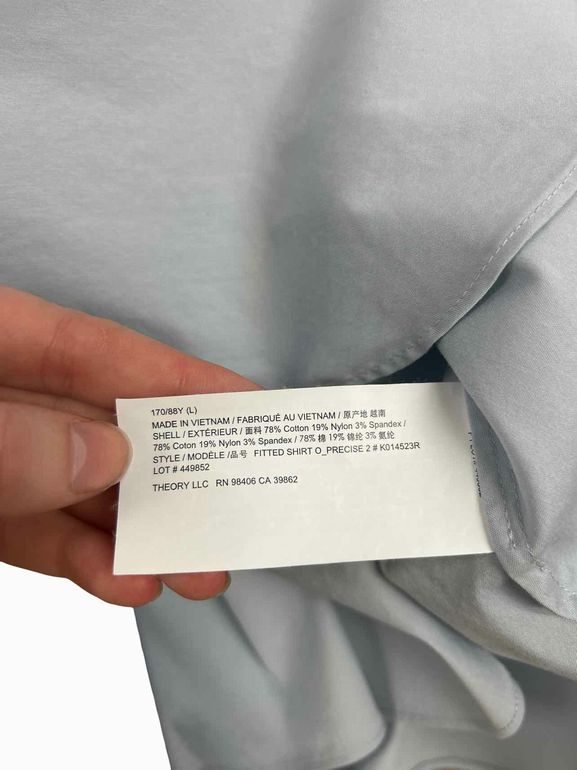 170/88Y (L)
MADE IN VIETNAM / FABRIQUÉ AU VIETNAM / 原产地 越南
SHELL / EXTÉRIEUR / 面料 78% Cotton 19% Nylon 3% Spandex /
78% Coton 19% Nylon 3% Spandex / 78% 棉 19% 锦纶 3% 氨纶
STYLE / MODÈLE /品号 FITTED SHIRT O_PRECISE 2 # K014523R
LOT # 449852
THEORY LLC RN 98406 CA 39862